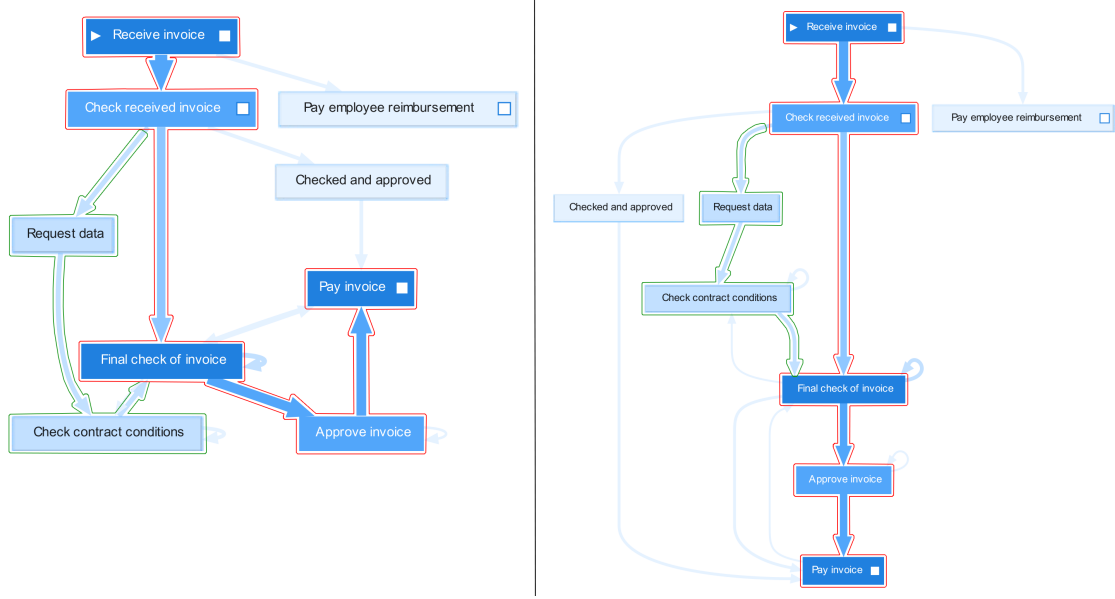 Receive invoice
Check received invoice
Pay employee reimbursement
Checked and approved
Request data
Pay invoice
Final check of invoice
Check contract conditions
Approve invoice
Receive invoice
Check received invoice
Pay employee reimbursement
Checked and approved
Request data
Check contract conditions
Final check of invoice
Approve invoice
Pay invoice